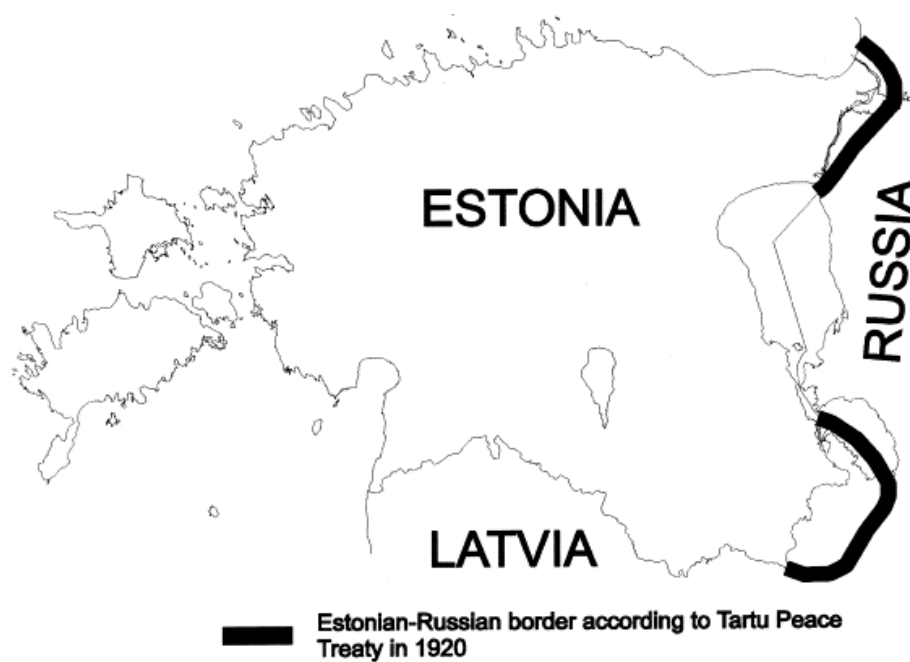 ESTONIA
RUSSIA
LATVIA
Estonian-Russian border according to Tartu Peace
Treaty in 1920